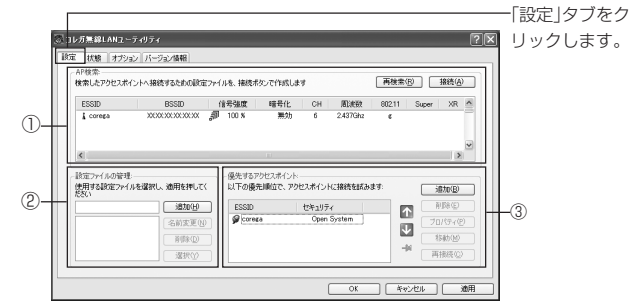 「設定」タブをク
リックします。
コレガ無線LANユーティリティ
設定 状態 オプション バージョン情報
AP検索
検索したアクセスポイントへ接続するための設定ファイルを、接続ボタンで作成します
再検索(R) 接続(A)
ESSID BSSID 信号強度 暗号化 CH 周波数 802.11 Super XR
corega XX:XX:XX:XX:XX:XX 100 % 無効 6 2.437Ghz g
①
設定ファイルの管理
使用する設定ファイルを選択し、適用を押してく
ださい
追加(H)
名前変更(N)
削除(D)
選択(V)
②
優先するアクセスポイント
以下の優先順位で、アクセスポイントに接続を試みます:
ESSID セキュリティ
corega Open System
追加(B)
削除(E)
プロパティ(P)
移動(M)
再接続(C)
③
OK キャンセル 適用